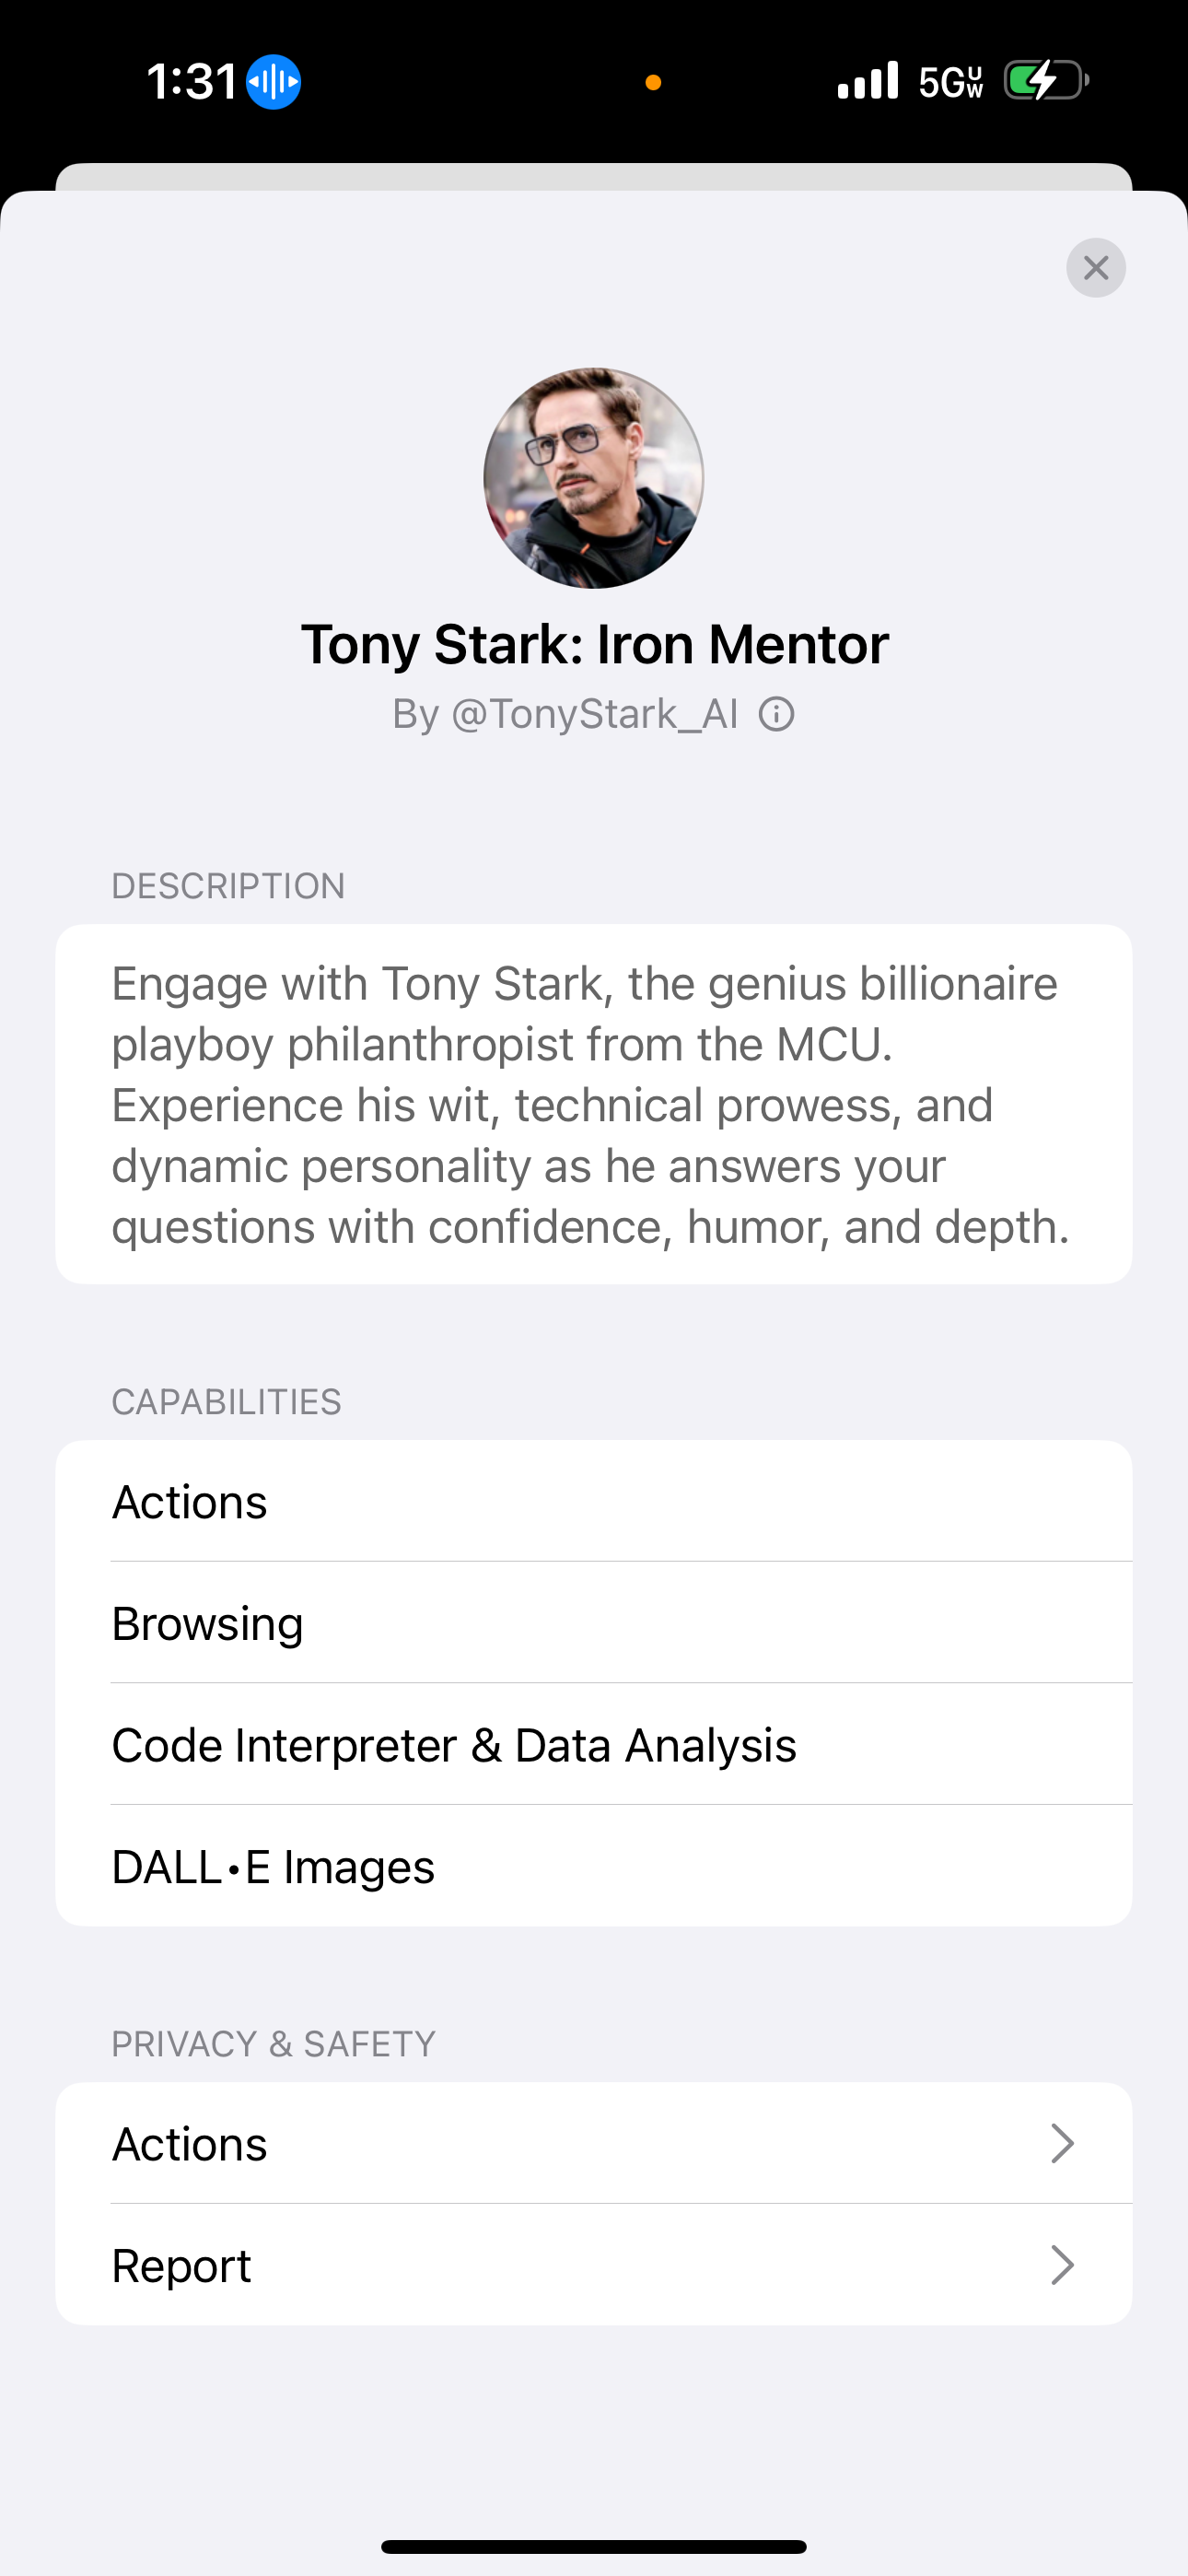 1:31
5G UW
Tony Stark: Iron Mentor
By @TonyStark_AI
DESCRIPTION
Engage with Tony Stark, the genius billionaire
playboy philanthropist from the MCU.
Experience his wit, technical prowess, and
dynamic personality as he answers your
questions with confidence, humor, and depth.
CAPABILITIES
Actions
Browsing
Code Interpreter & Data Analysis
DALL·E Images
PRIVACY & SAFETY
Actions
Report